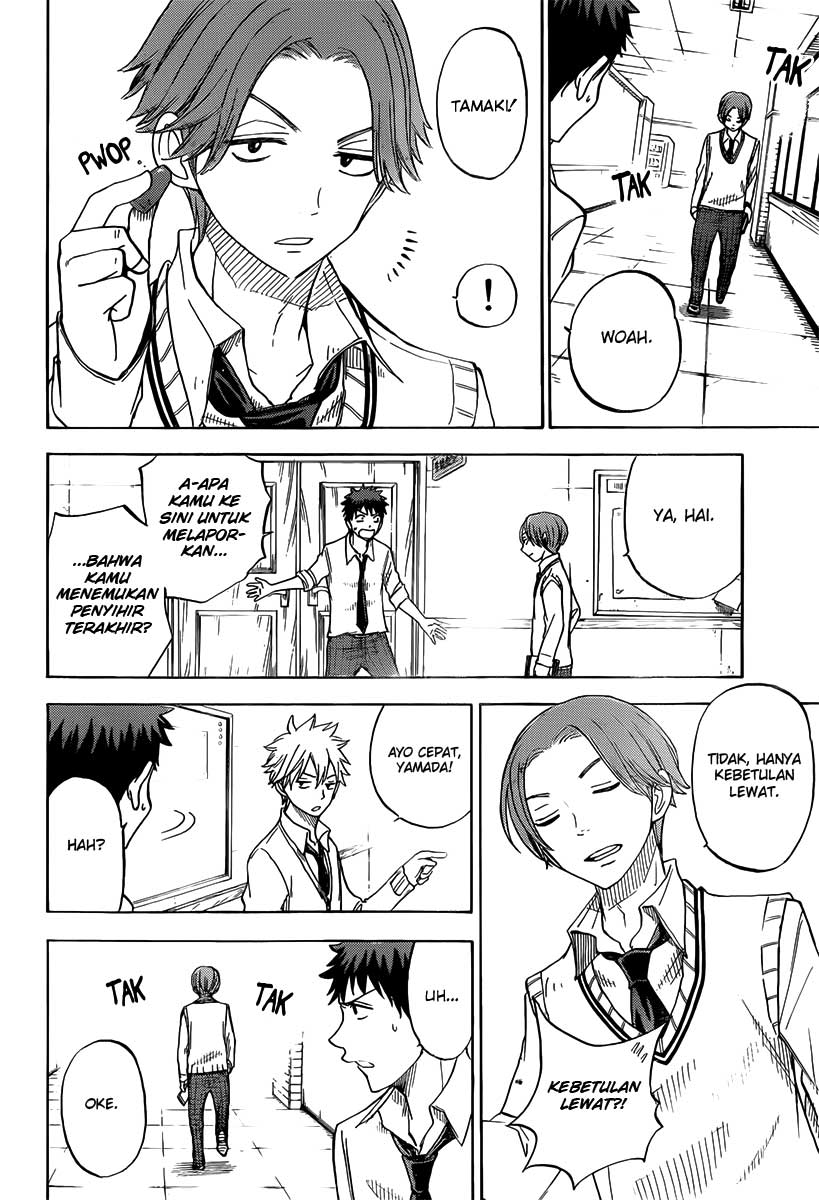 TAK
TAK
WOAH.
TAMAKI!
PWOP
!
YA, HAI.
A-APA
KAMU KE
SINI UNTUK
MELAPOR-
KAN...
...BAHWA
KAMU
MENEMUKAN
PENYIHIR
TERAKHIR?
TIDAK, HANYA
KEBETULAN
LEWAT.
KEBETULAN
LEWAT?!
AYO CEPAT,
YAMADA!
HAH?
UH...
TAK
TAK
OKE.